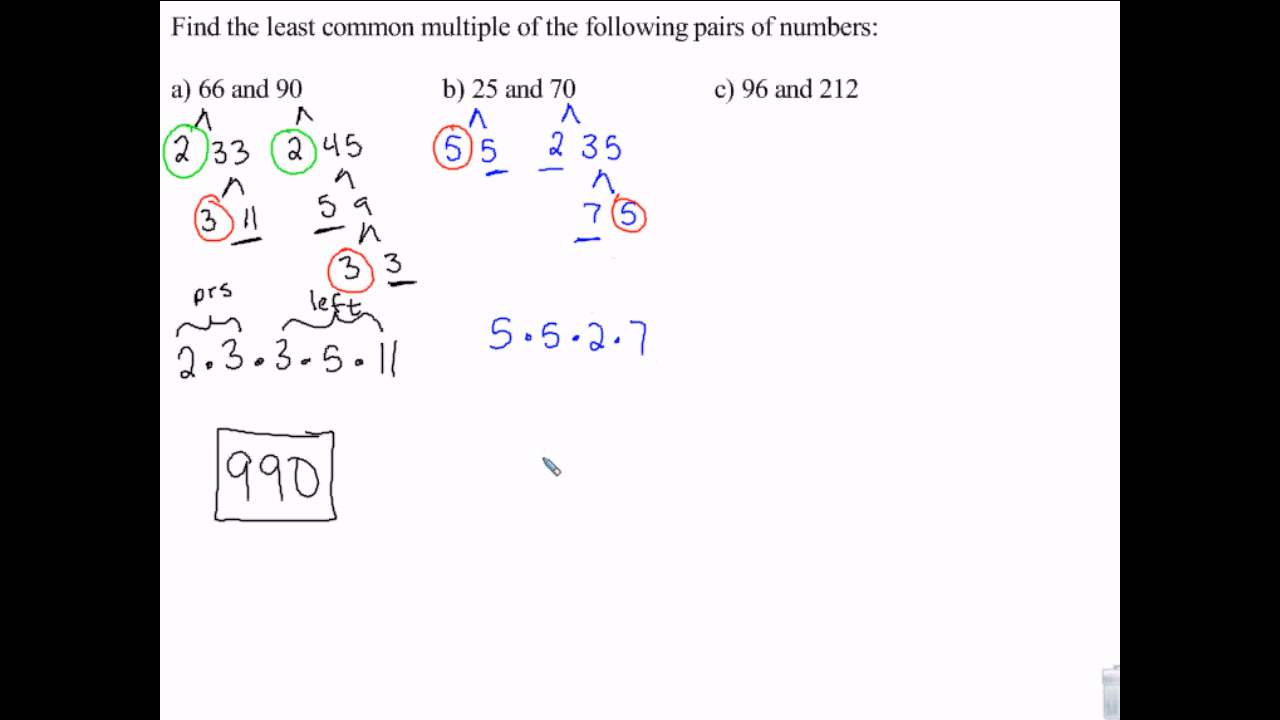 Find the least common multiple of the following pairs of numbers:
a) 66 and 90 b) 25 and 70 c) 96 and 212
2 33 2 45 5 5 2 35
3 11 5 9 7 5
3 3
prs left
2 · 3 · 3 · 5 · 11 5 · 5 · 2 · 7
990